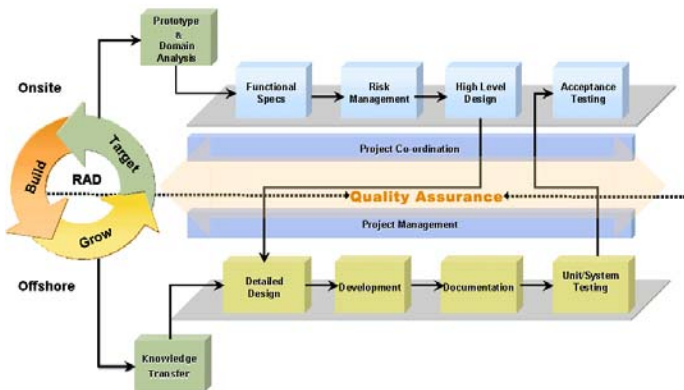 Prototype
&
Domain
Analysis
Onsite
Functional
Specs
Risk
Management
High Level
Design
Acceptance
Testing
Target
Build
RAD
Grow
Project Co-ordination
Quality Assurance
Project Management
Offshore
Detailed
Design
Development
Documentation
Unit/System
Testing
Knowledge
Transfer